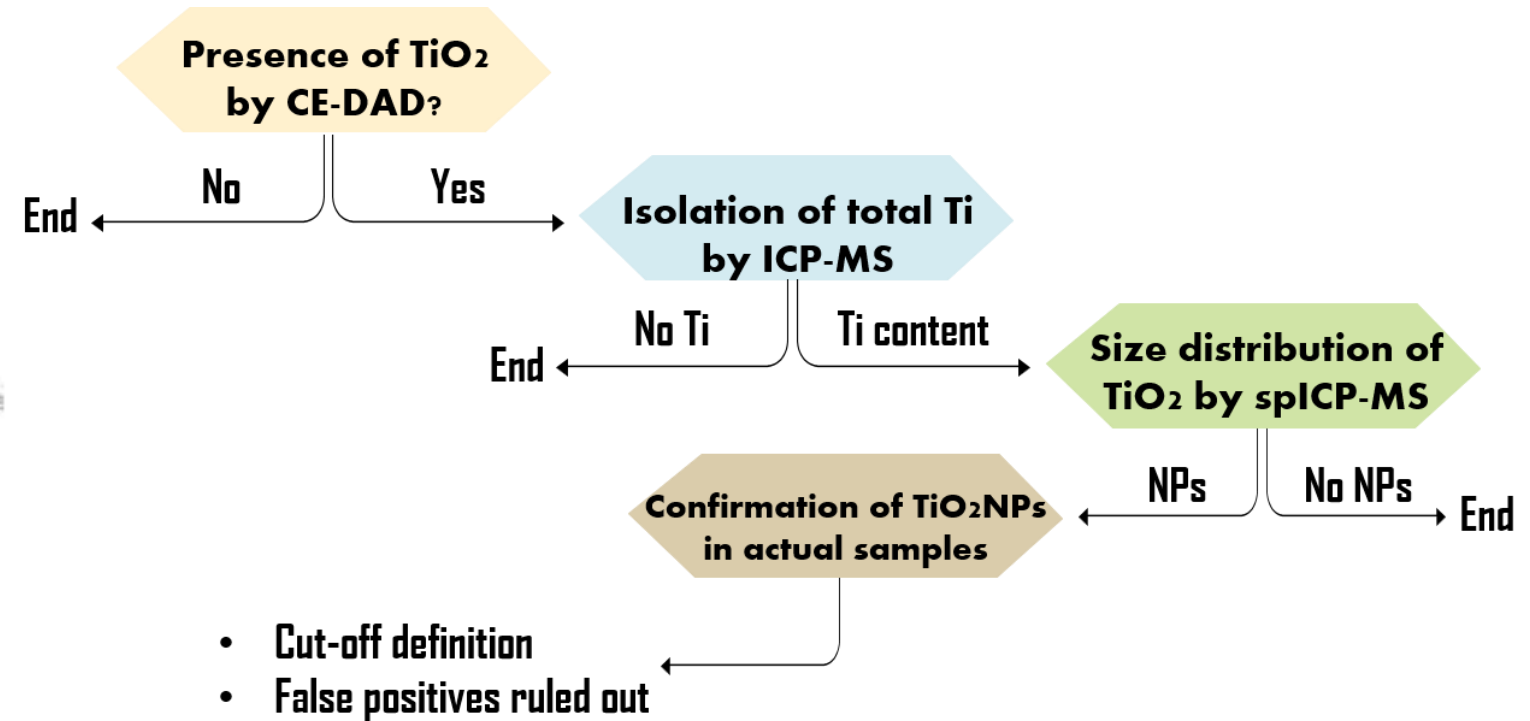 Presence of TiO2
by CE-DAD?
No
Yes
End
Isolation of total Ti
by ICP-MS
No Ti
Ti content
End
Size distribution of
TiO2 by spICP-MS
NPs
No NPs
End
Confirmation of TiO2NPs
in actual samples
• Cut-off definition
• False positives ruled out